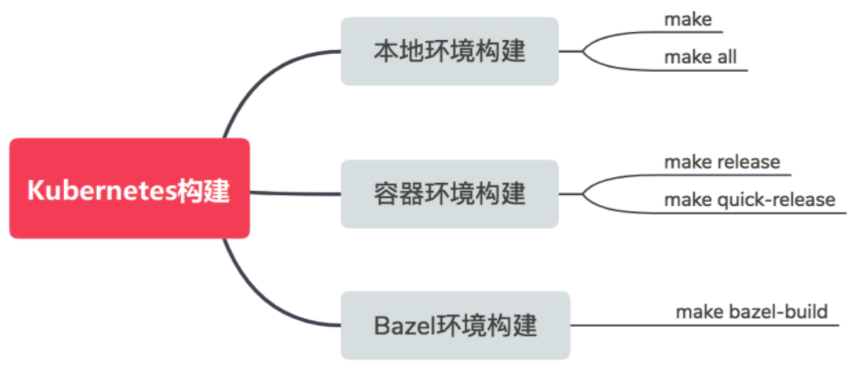 Kubernetes构建
本地环境构建
make
make all
容器环境构建
make release
make quick-release
Bazel环境构建
make bazel-build